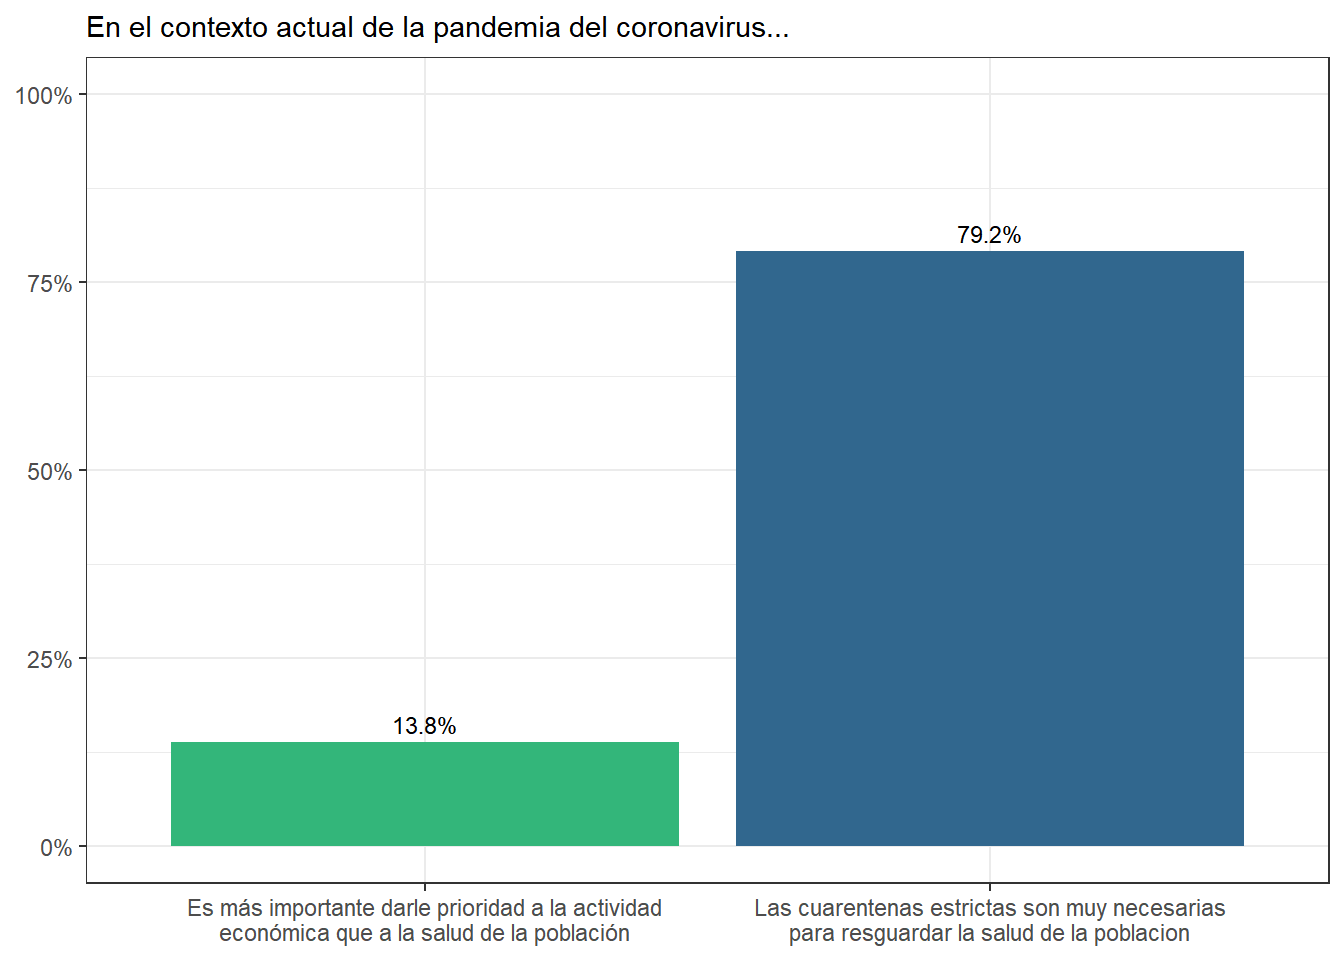 En el contexto actual de la pandemia del coronavirus...
100%
79.2%
75%
50%
25%
13.8%
0%
Es más importante darle prioridad a la actividad
económica que a la salud de la población
Las cuarentenas estrictas son muy necesarias
para resguardar la salud de la poblacion